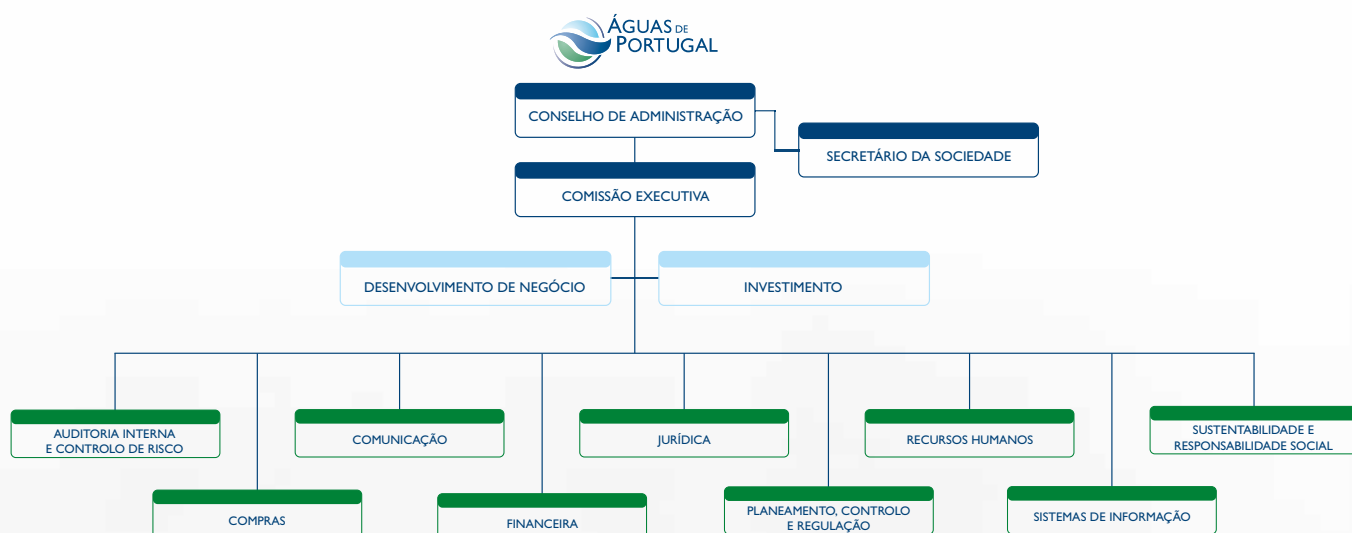 ÁGUAS DE
PORTUGAL
CONSELHO DE ADMINISTRAÇÃO
SECRETÁRIO DA SOCIEDADE
COMISSÃO EXECUTIVA
DESENVOLVIMENTO DE NEGÓCIO
INVESTIMENTO
AUDITORIA INTERNA
E CONTROLO DE RISCO
COMUNICAÇÃO
JURÍDICA
RECURSOS HUMANOS
SUSTENTABILIDADE E
RESPONSABILIDADE SOCIAL
COMPRAS
FINANCEIRA
PLANEAMENTO, CONTROLO
E REGULAÇÃO
SISTEMAS DE INFORMAÇÃO